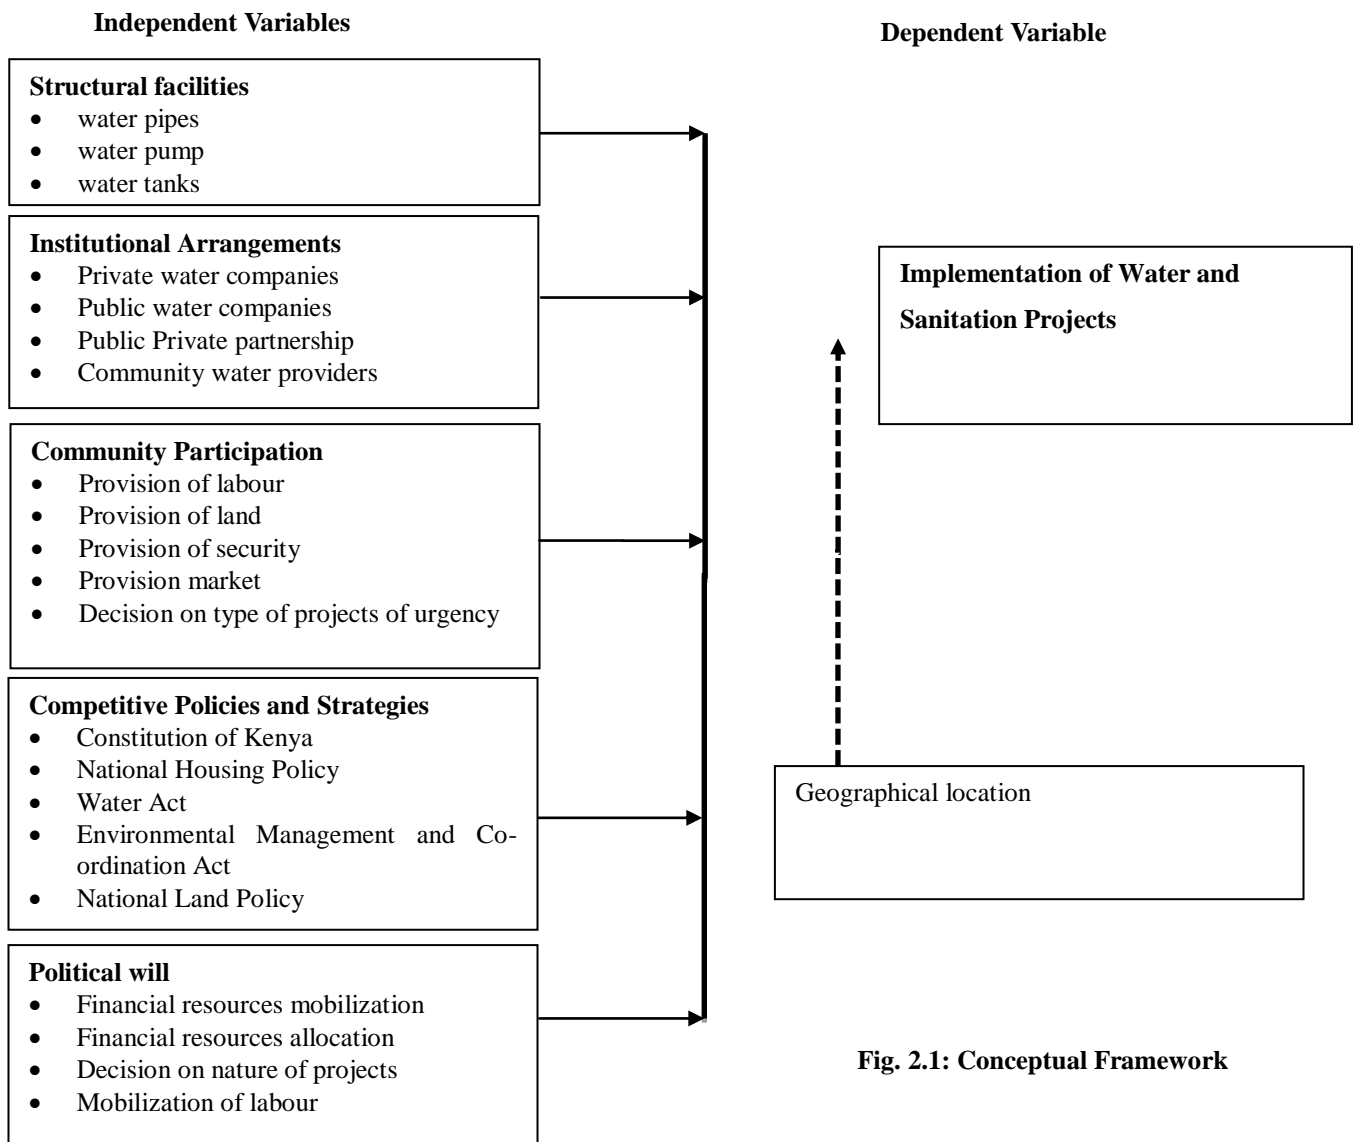 Independent Variables
Dependent Variable
Structural facilities
• water pipes
• water pump
• water tanks
Institutional Arrangements
• Private water companies
• Public water companies
• Public Private partnership
• Community water providers
Community Participation
• Provision of labour
• Provision of land
• Provision of security
• Provision market
• Decision on type of projects of urgency
Competitive Policies and Strategies
• Constitution of Kenya
• National Housing Policy
• Water Act
• Environmental Management and Co-
ordination Act
• National Land Policy
Political will
• Financial resources mobilization
• Financial resources allocation
• Decision on nature of projects
• Mobilization of labour
Implementation of Water and
Sanitation Projects
Geographical location
Fig. 2.1: Conceptual Framework